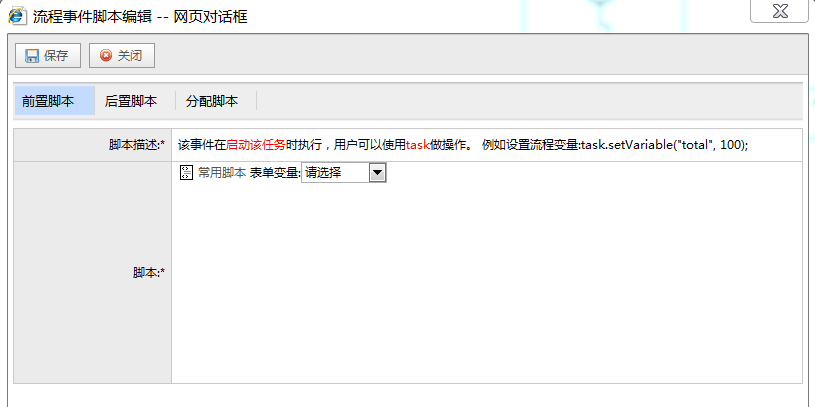 流程事件脚本编辑 -- 网页对话框
保存 关闭
前置脚本 后置脚本 分配脚本
脚本描述:* 该事件在启动该任务时执行，用户可以使用task做操作。 例如设置流程变量:task.setVariable("total", 100);
常用脚本 表单变量: 请选择
脚本:*